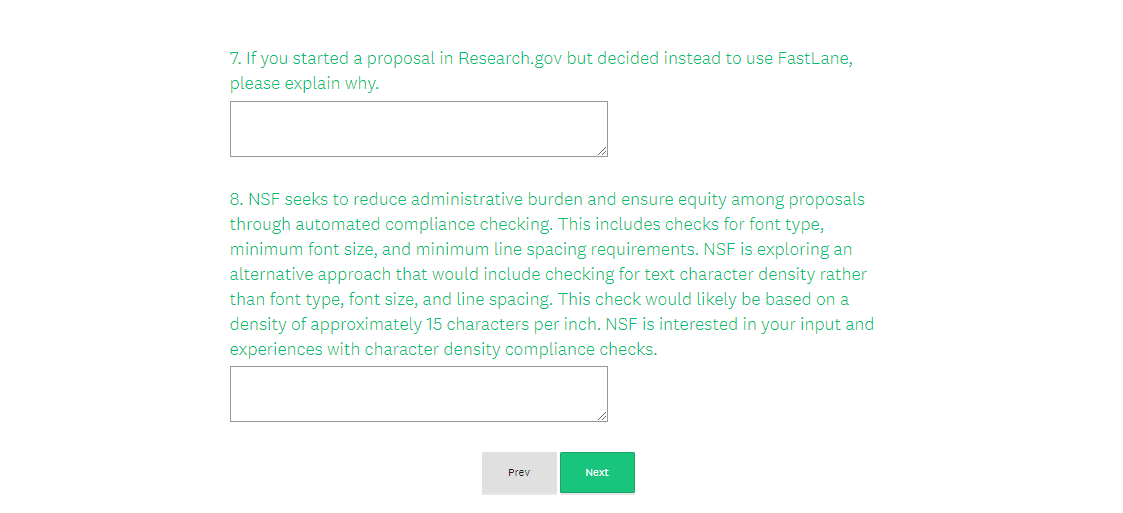 7. If you started a proposal in Research.gov but decided instead to use FastLane,
please explain why.
8. NSF seeks to reduce administrative burden and ensure equity among proposals
through automated compliance checking. This includes checks for font type,
minimum font size, and minimum line spacing requirements. NSF is exploring an
alternative approach that would include checking for text character density rather
than font type, font size, and line spacing. This check would likely be based on a
density of approximately 15 characters per inch. NSF is interested in your input and
experiences with character density compliance checks.
Prev Next